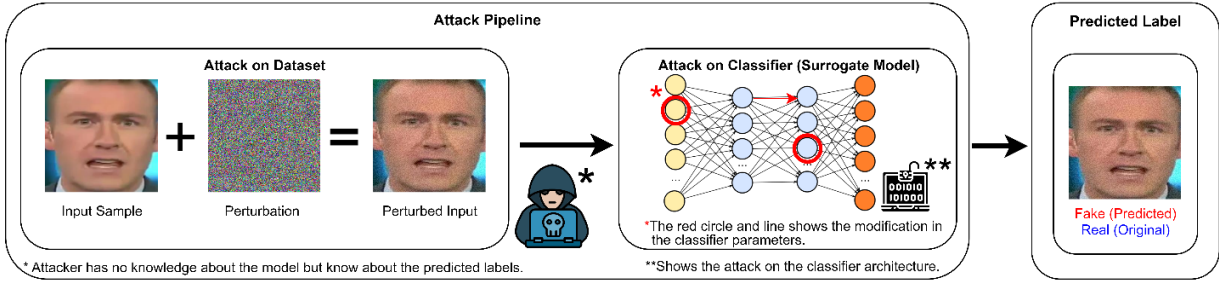 Attack Pipeline
Attack on Dataset
+
=
Input Sample
Perturbation
Perturbed Input
*
* Attacker has no knowledge about the model but know about the predicted labels.
Attack on Classifier (Surrogate Model)
*
...
...
...
...
**
001010
101000
*The red circle and line shows the modification in
the classifier parameters.
**Shows the attack on the classifier architecture.
Predicted Label
Fake (Predicted)
Real (Original)